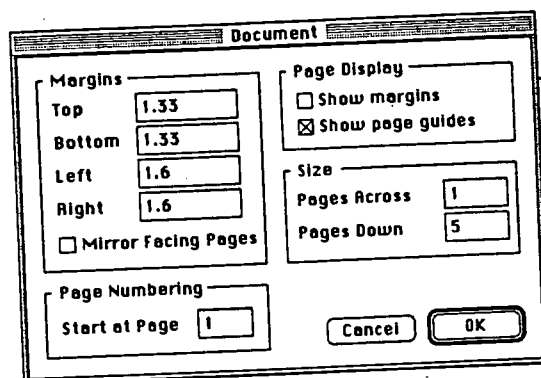 Document
Margins
Top 1.33
Bottom 1.33
Left 1.6
Right 1.6
Mirror Facing Pages
Page Numbering
Start at Page 1
Page Display
Show margins
Show page guides
Size
Pages Across 1
Pages Down 5
Cancel OK